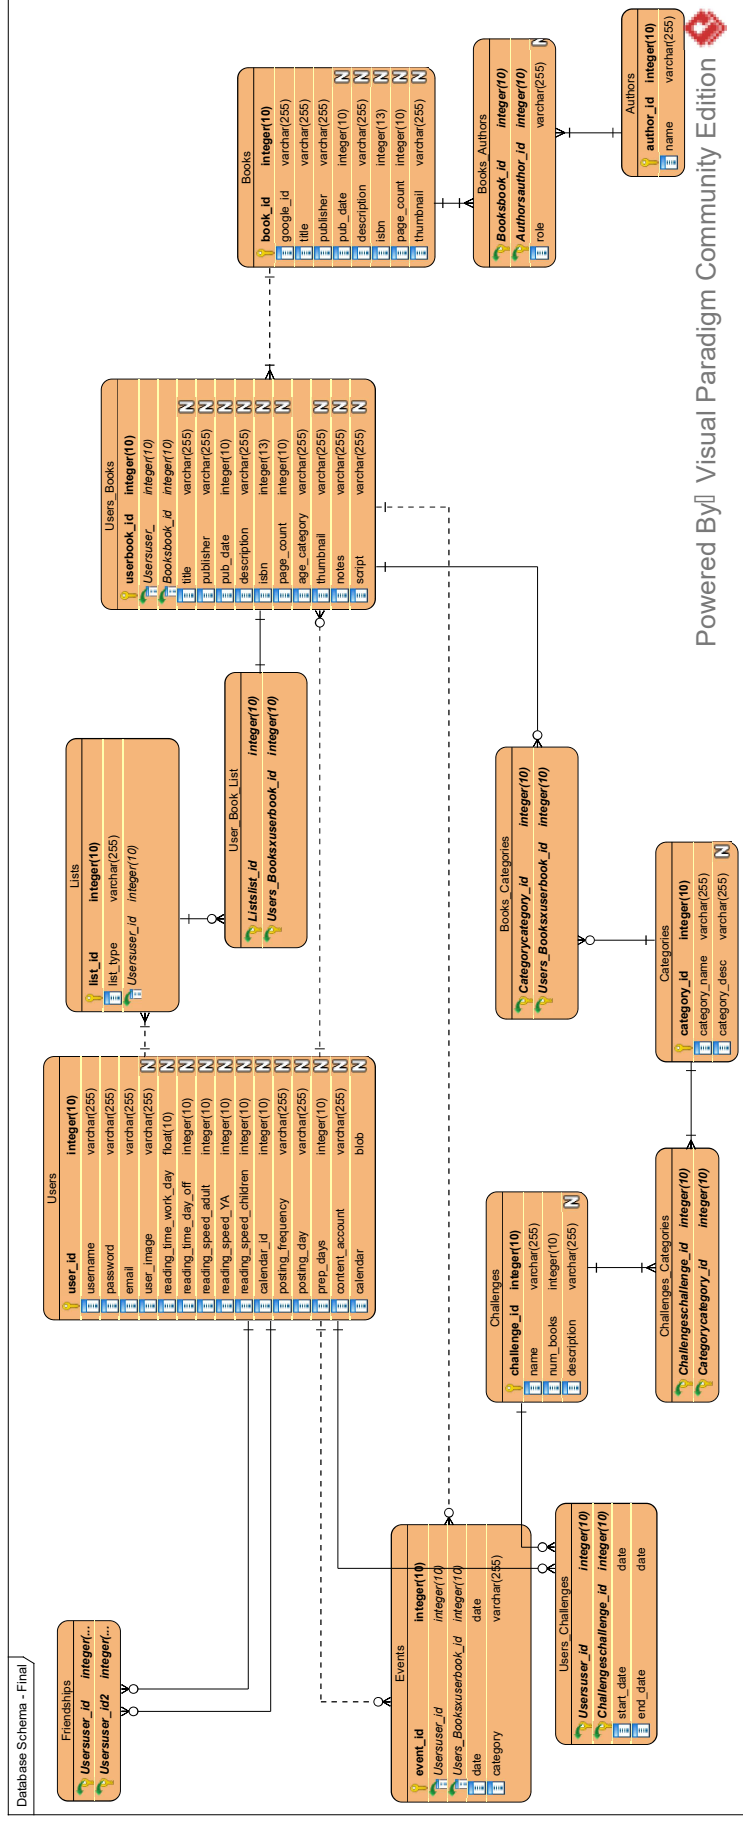 Database Schema - Final
Friendships
Usersuser_id integer(...
Usersuser_id2 integer(...
Users
user_id integer(10)
username varchar(255)
password varchar(255)
email varchar(255)
user_image varchar(255) N
reading_time_work_day float(10) N
reading_time_day_off integer(10) N
reading_speed_adult integer(10) N
reading_speed_YA integer(10) N
reading_speed_children integer(10) N
calendar_id integer(10) N
posting_frequency varchar(255) N
posting_day varchar(255) N
prep_days integer(10) N
content_account varchar(255) N
calendar blob N
Lists
list_id integer(10)
list_type varchar(255)
Usersuser_id integer(10)
User_Book_List
Listslist_id integer(10)
Users_Booksxuserbook_id integer(10)
Users_Books
userbook_id integer(10)
Usersuser_ integer(10)
Booksbook_id integer(10)
title varchar(255) N
publisher varchar(255) N
pub_date integer(10) N
description varchar(255) N
isbn integer(13) N
page_count integer(10) N
age_category varchar(255)
thumbnail varchar(255) N
notes varchar(255) N
script varchar(255) N
Books
book_id integer(10)
google_id varchar(255)
title varchar(255)
publisher varchar(255)
pub_date integer(10) N
description varchar(255) N
isbn integer(13) N
page_count integer(10) N
thumbnail varchar(255) N
Books_Authors
Booksbook_id integer(10)
Authorsauthor_id integer(10)
role varchar(255) N
Authors
author_id integer(10)
name varchar(255)
Events
event_id integer(10)
Usersuser_id integer(10)
Users_Booksxuserbook_id integer(10)
date date
category varchar(255)
Users_Challenges
Usersuser_id integer(10)
Challengeschallenge_id integer(10)
start_date date
end_date date
Challenges
challenge_id integer(10)
name varchar(255)
num_books integer(10)
description varchar(255) N
Challenges_Categories
Challengeschallenge_id integer(10)
Categorycategory_id integer(10)
Books_Categories
Categorycategory_id integer(10)
Users_Booksxuserbook_id integer(10)
Categories
category_id integer(10)
category_name varchar(255)
category_desc varchar(255) N
Powered By Visual Paradigm Community Edition